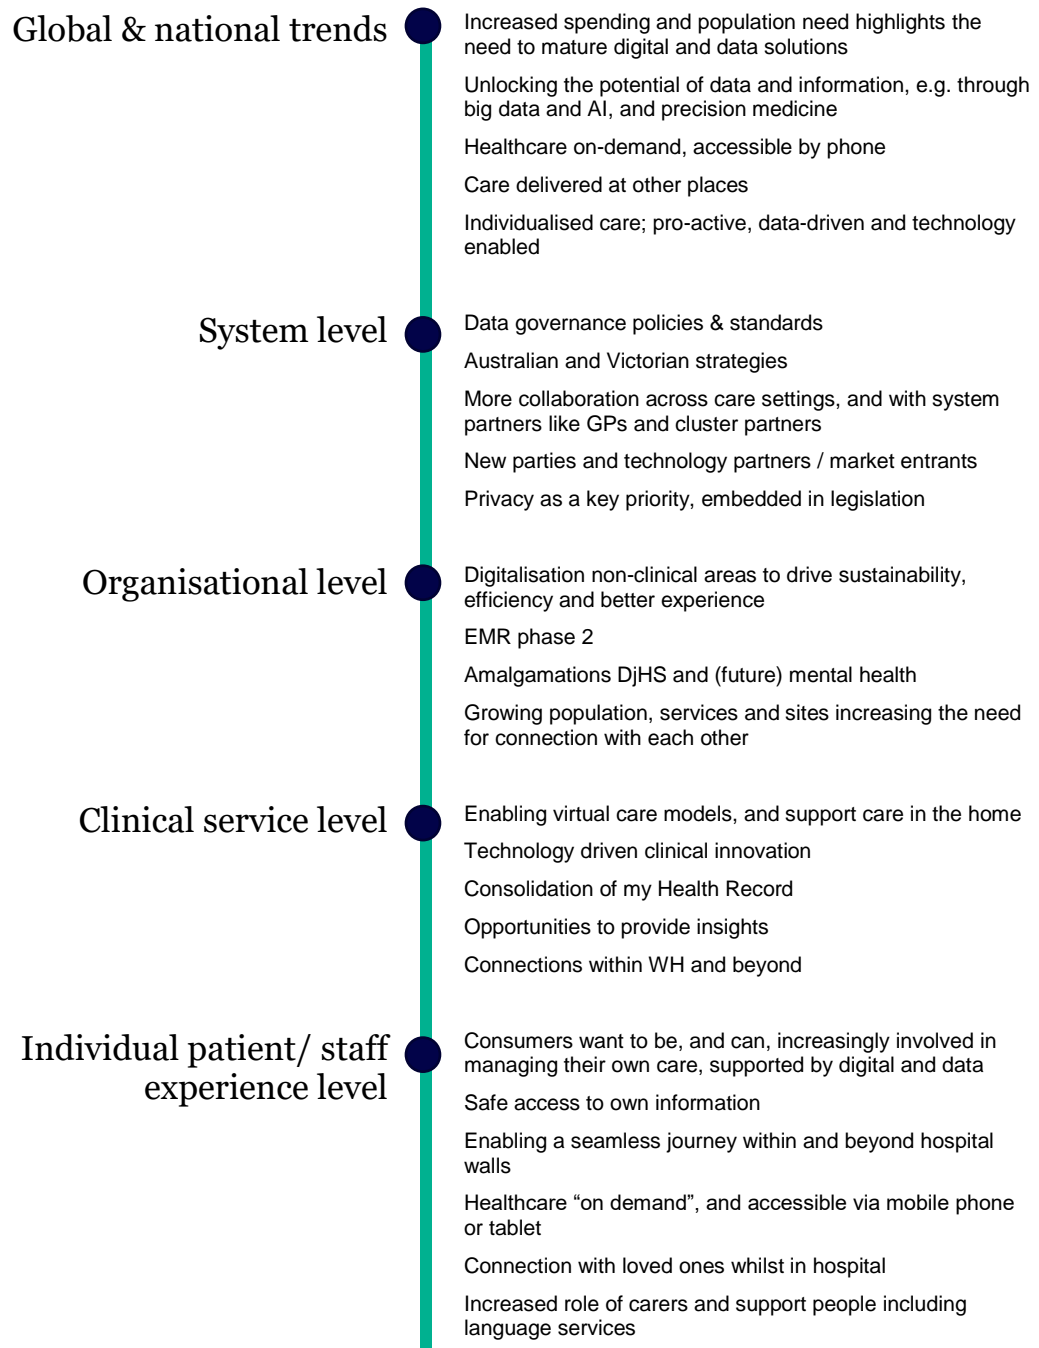 Global & national trends
Increased spending and population need highlights the
need to mature digital and data solutions
Unlocking the potential of data and information, e.g. through
big data and AI, and precision medicine
Healthcare on-demand, accessible by phone
Care delivered at other places
Individualised care; pro-active, data-driven and technology
enabled
System level
Data governance policies & standards
Australian and Victorian strategies
More collaboration across care settings, and with system
partners like GPs and cluster partners
New parties and technology partners / market entrants
Privacy as a key priority, embedded in legislation
Organisational level
Digitalisation non-clinical areas to drive sustainability,
efficiency and better experience
EMR phase 2
Amalgamations DjHS and (future) mental health
Growing population, services and sites increasing the need
for connection with each other
Clinical service level
Enabling virtual care models, and support care in the home
Technology driven clinical innovation
Consolidation of my Health Record
Opportunities to provide insights
Connections within WH and beyond
Individual patient/ staff
experience level
Consumers want to be, and can, increasingly involved in
managing their own care, supported by digital and data
Safe access to own information
Enabling a seamless journey within and beyond hospital
walls
Healthcare “on demand”, and accessible via mobile phone
or tablet
Connection with loved ones whilst in hospital
Increased role of carers and support people including
language services